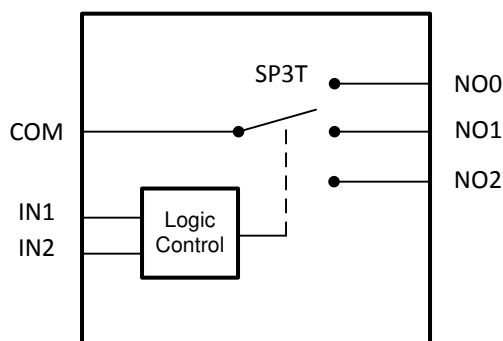 SP3T
NO0
COM
NO1
NO2
IN1
IN2
Logic
Control